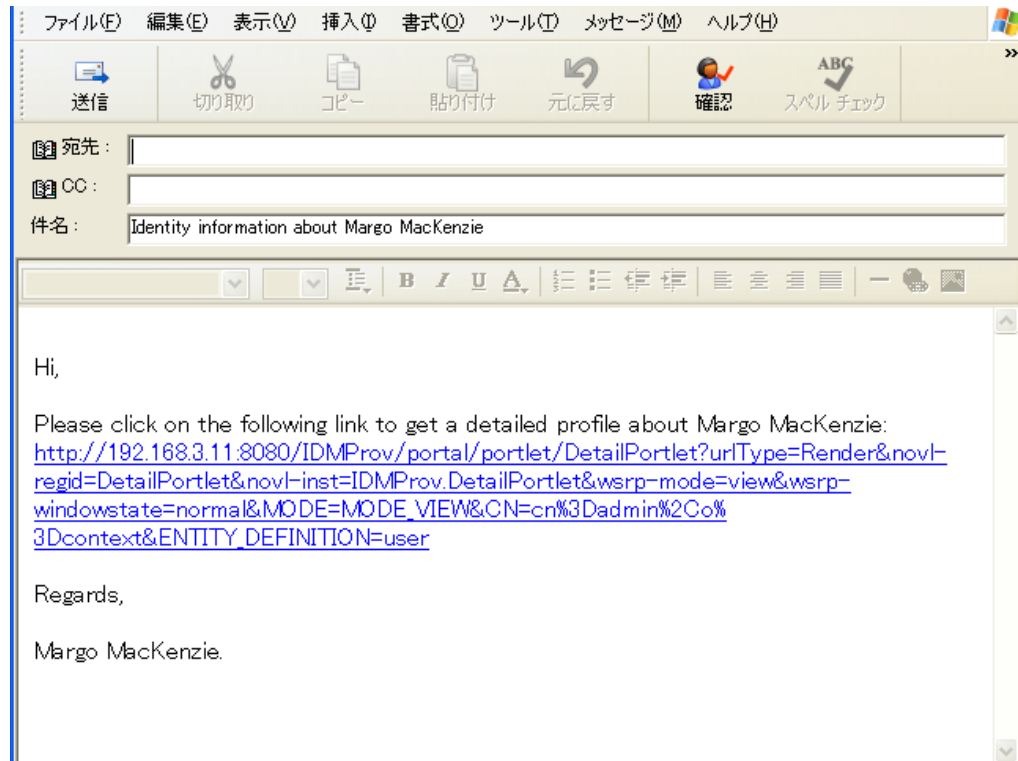 ファイル(F) 編集(E) 表示(V) 挿入(I) 書式(O) ツール(T) メッセージ(M) ヘルプ(H)
ABC
送信 切り取り コピー 貼り付け 元に戻す 確認 スペル チェック
宛先:
CC:
件名: Identity information about Margo MacKenzie
B I U A
Hi,
Please click on the following link to get a detailed profile about Margo MacKenzie:
http://192.168.3.11:8080/IDMProv/portal/portlet/DetailPortlet?urlType=Render&novl-
regid=DetailPortlet&novl-inst=IDMProv.DetailPortlet&wsrp-mode=view&wsrp-
windowstate=normal&MODE=MODE_VIEW&CN=cn%3Dadmin%2Co%
3Dcontext&ENTITY_DEFINITION=user
Regards,
Margo MacKenzie.